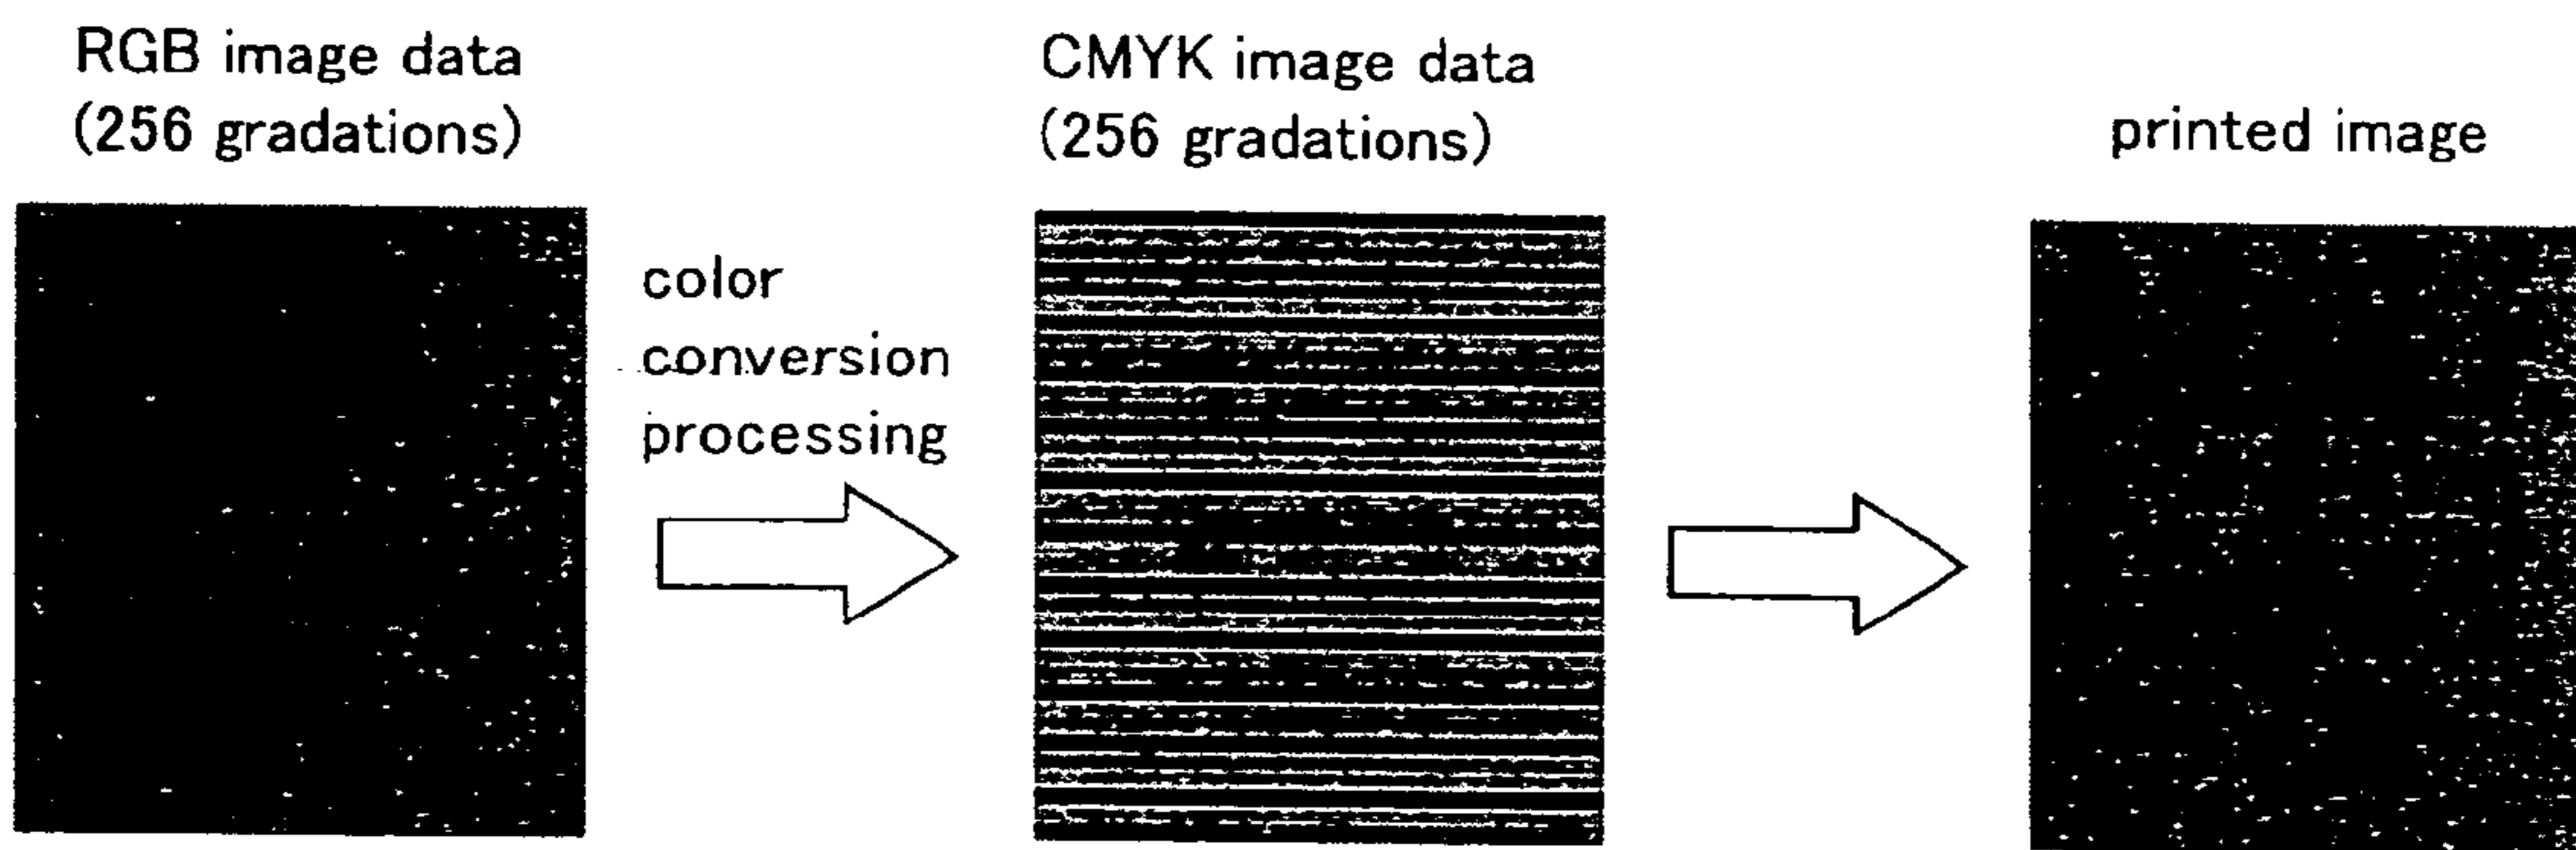 RGB image data
(256 gradations)
color
conversion
processing
CMYK image data
(256 gradations)
printed image